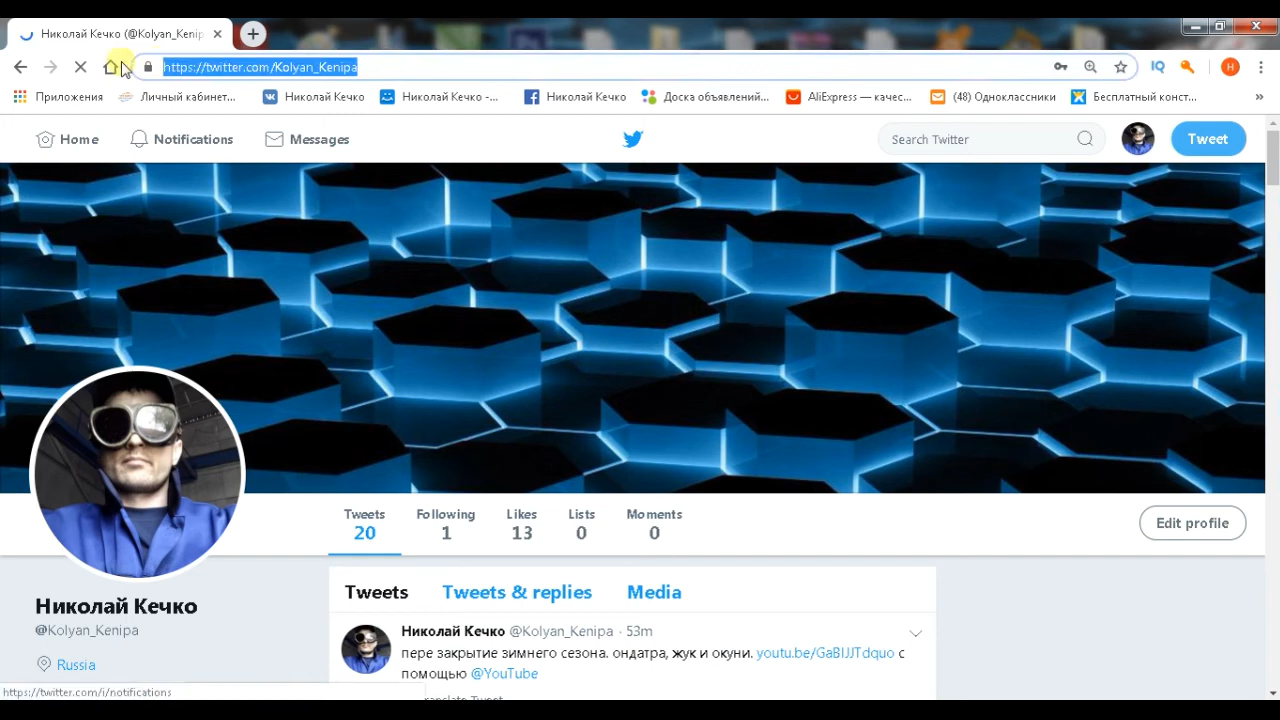 Николай Кечко (@Kolyan_Kenip
https://twitter.com/Kolyan_Kenipa
IQ
H
Приложения
Личный кабинет...
Николай Кечко
Николай Кечко -...
Николай Кечко
Доска объявлений...
AliExpress — качес...
(48) Одноклассники
Бесплатный конст...
»
Home
Notifications
Messages
Search Twitter
Tweet
Tweets
20
Following
1
Likes
13
Lists
0
Moments
0
Edit profile
Николай Кечко
@Kolyan_Kenipa
Russia
Tweets
Tweets & replies
Media
Николай Кечко @Kolyan_Kenipa · 53m
пере закрытие зимнего сезона. ондатра, жук и окуни. youtu.be/GaBIJJTdquo с
помощью @YouTube
https://twitter.com/i/notifications